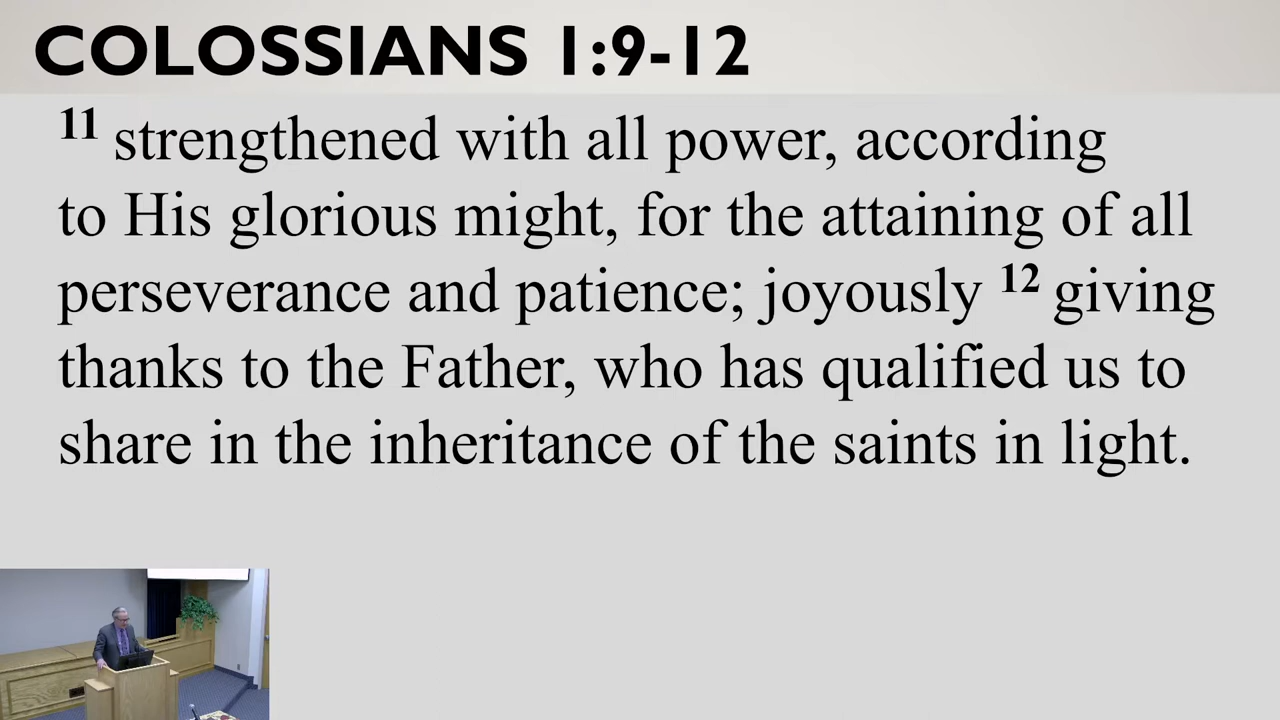 COLOSSIANS 1:9-12
11 strengthened with all power, according
to His glorious might, for the attaining of all
perseverance and patience; joyously 12 giving
thanks to the Father, who has qualified us to
share in the inheritance of the saints in light.